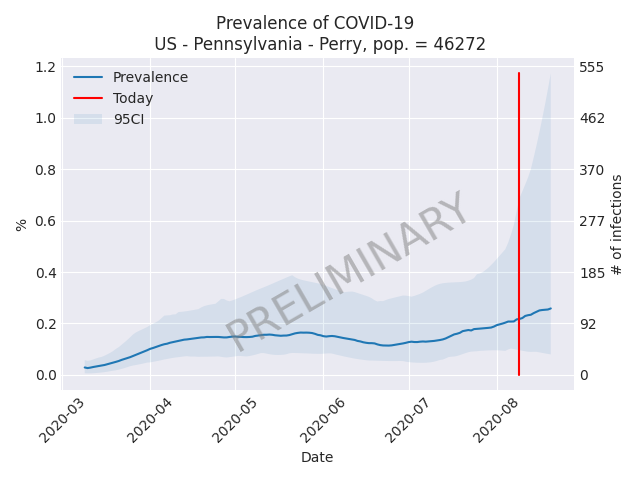 Prevalence of COVID-19
US - Pennsylvania - Perry, pop. = 46272
Prevalence
Today
95CI
PRELIMINARY
%
1.2
1.0
0.8
0.6
0.4
0.2
0.0
555
462
370
277
185
92
0
# of infections
2020-03
2020-04
2020-05
2020-06
2020-07
2020-08
Date